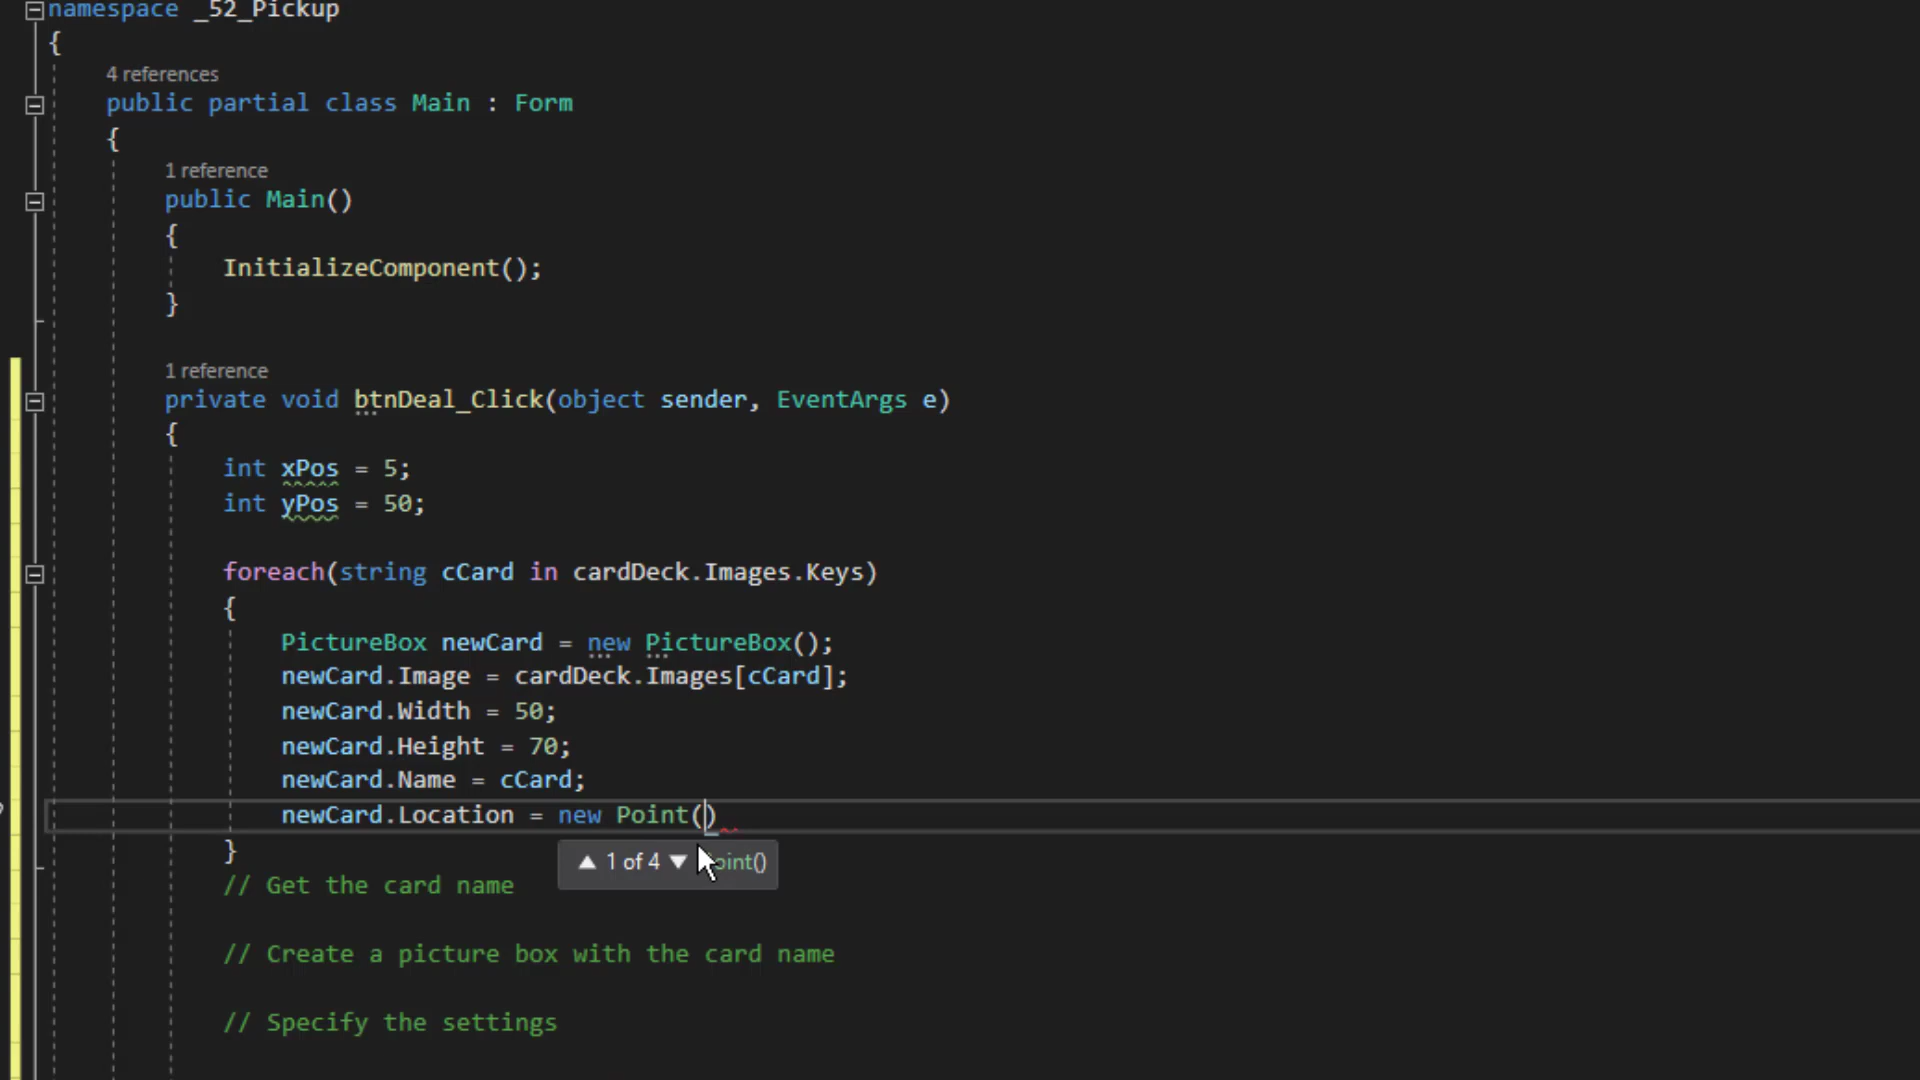 namespace _52_Pickup
{
4 references
public partial class Main : Form
{
1 reference
public Main()
{
InitializeComponent();
}
1 reference
private void btnDeal_Click(object sender, EventArgs e)
{
int xPos = 5;
int yPos = 50;
foreach(string cCard in cardDeck.Images.Keys)
{
PictureBox newCard = new PictureBox();
newCard.Image = cardDeck.Images[cCard];
newCard.Width = 50;
newCard.Height = 70;
newCard.Name = cCard;
newCard.Location = new Point()
}
▲ 1 of 4 ▼ oint()
// Get the card name
// Create a picture box with the card name
// Specify the settings